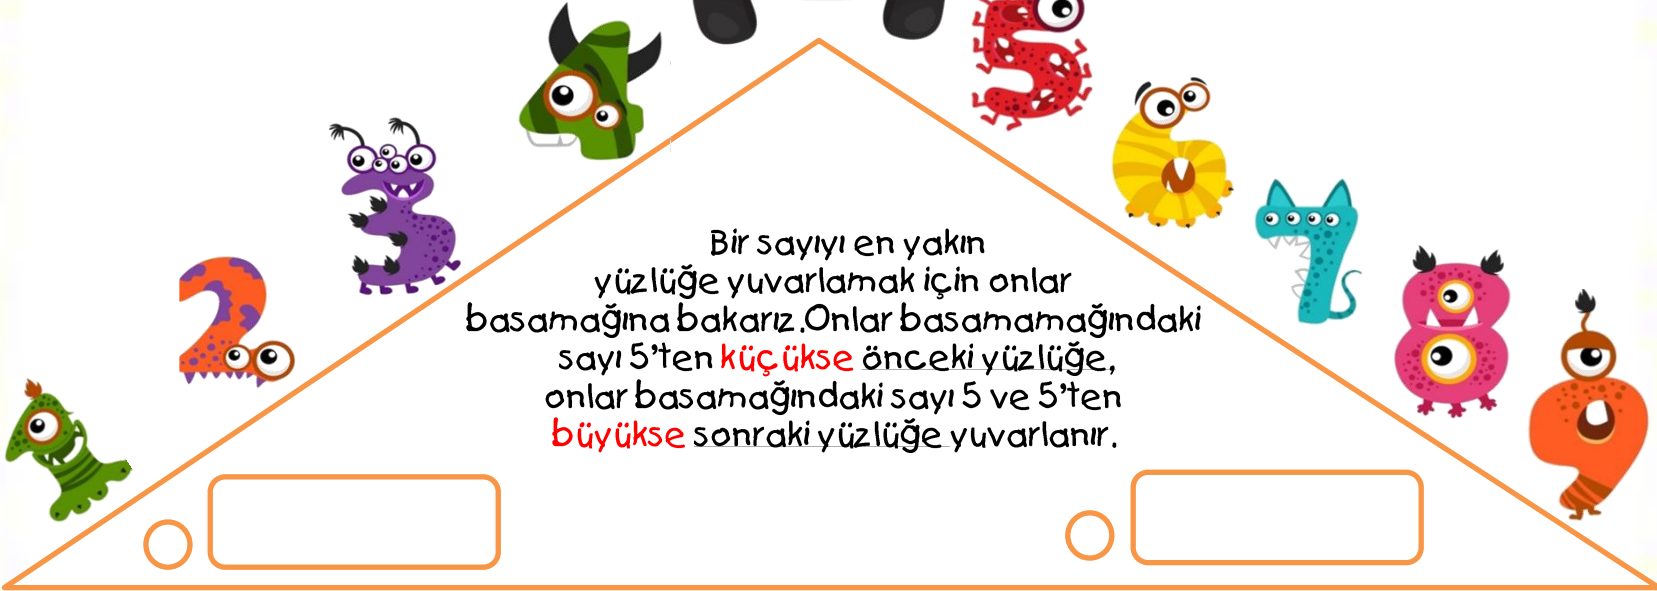 Bir sayıyı en yakın
yüzlüğe yuvarlamak için onlar
basamağına bakarız.Onlar basamamağındaki
sayı 5'ten küçükse önceki yüzlüğe,
onlar basamağındaki sayı 5 ve 5'ten
büyükse sonraki yüzlüğe yuvarlanır.